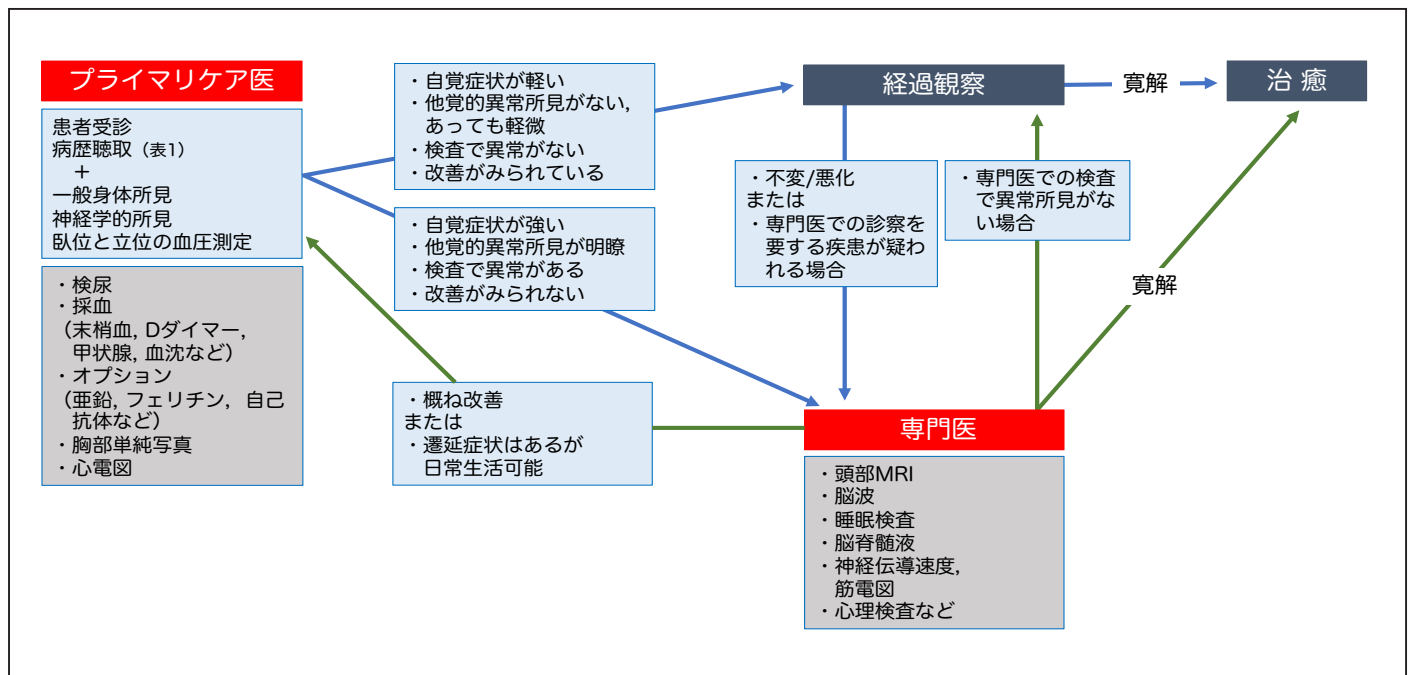 プライマリケア医
患者受診
病歴聴取（表1）
＋
一般身体所見
神経学的所見
臥位と立位の血圧測定
・検尿
・採血
（末梢血, Dダイマー,
甲状腺, 血沈など）
・オプション
（亜鉛, フェリチン, 自己
抗体など）
・胸部単純写真
・心電図
・自覚症状が軽い
・他覚的異常所見がない,
あっても軽微
・検査で異常がない
・改善がみられている
・自覚症状が強い
・他覚的異常所見が明瞭
・検査で異常がある
・改善がみられない
・概ね改善
または
・遷延症状はあるが
日常生活可能
経過観察
寛解
治 癒
・不変/悪化
または
・専門医での診察を
要する疾患が疑わ
れる場合
・専門医での検査
で異常所見がな
い場合
寛解
専門医
・頭部MRI
・脳波
・睡眠検査
・脳脊髄液
・神経伝導速度,
筋電図
・心理検査など